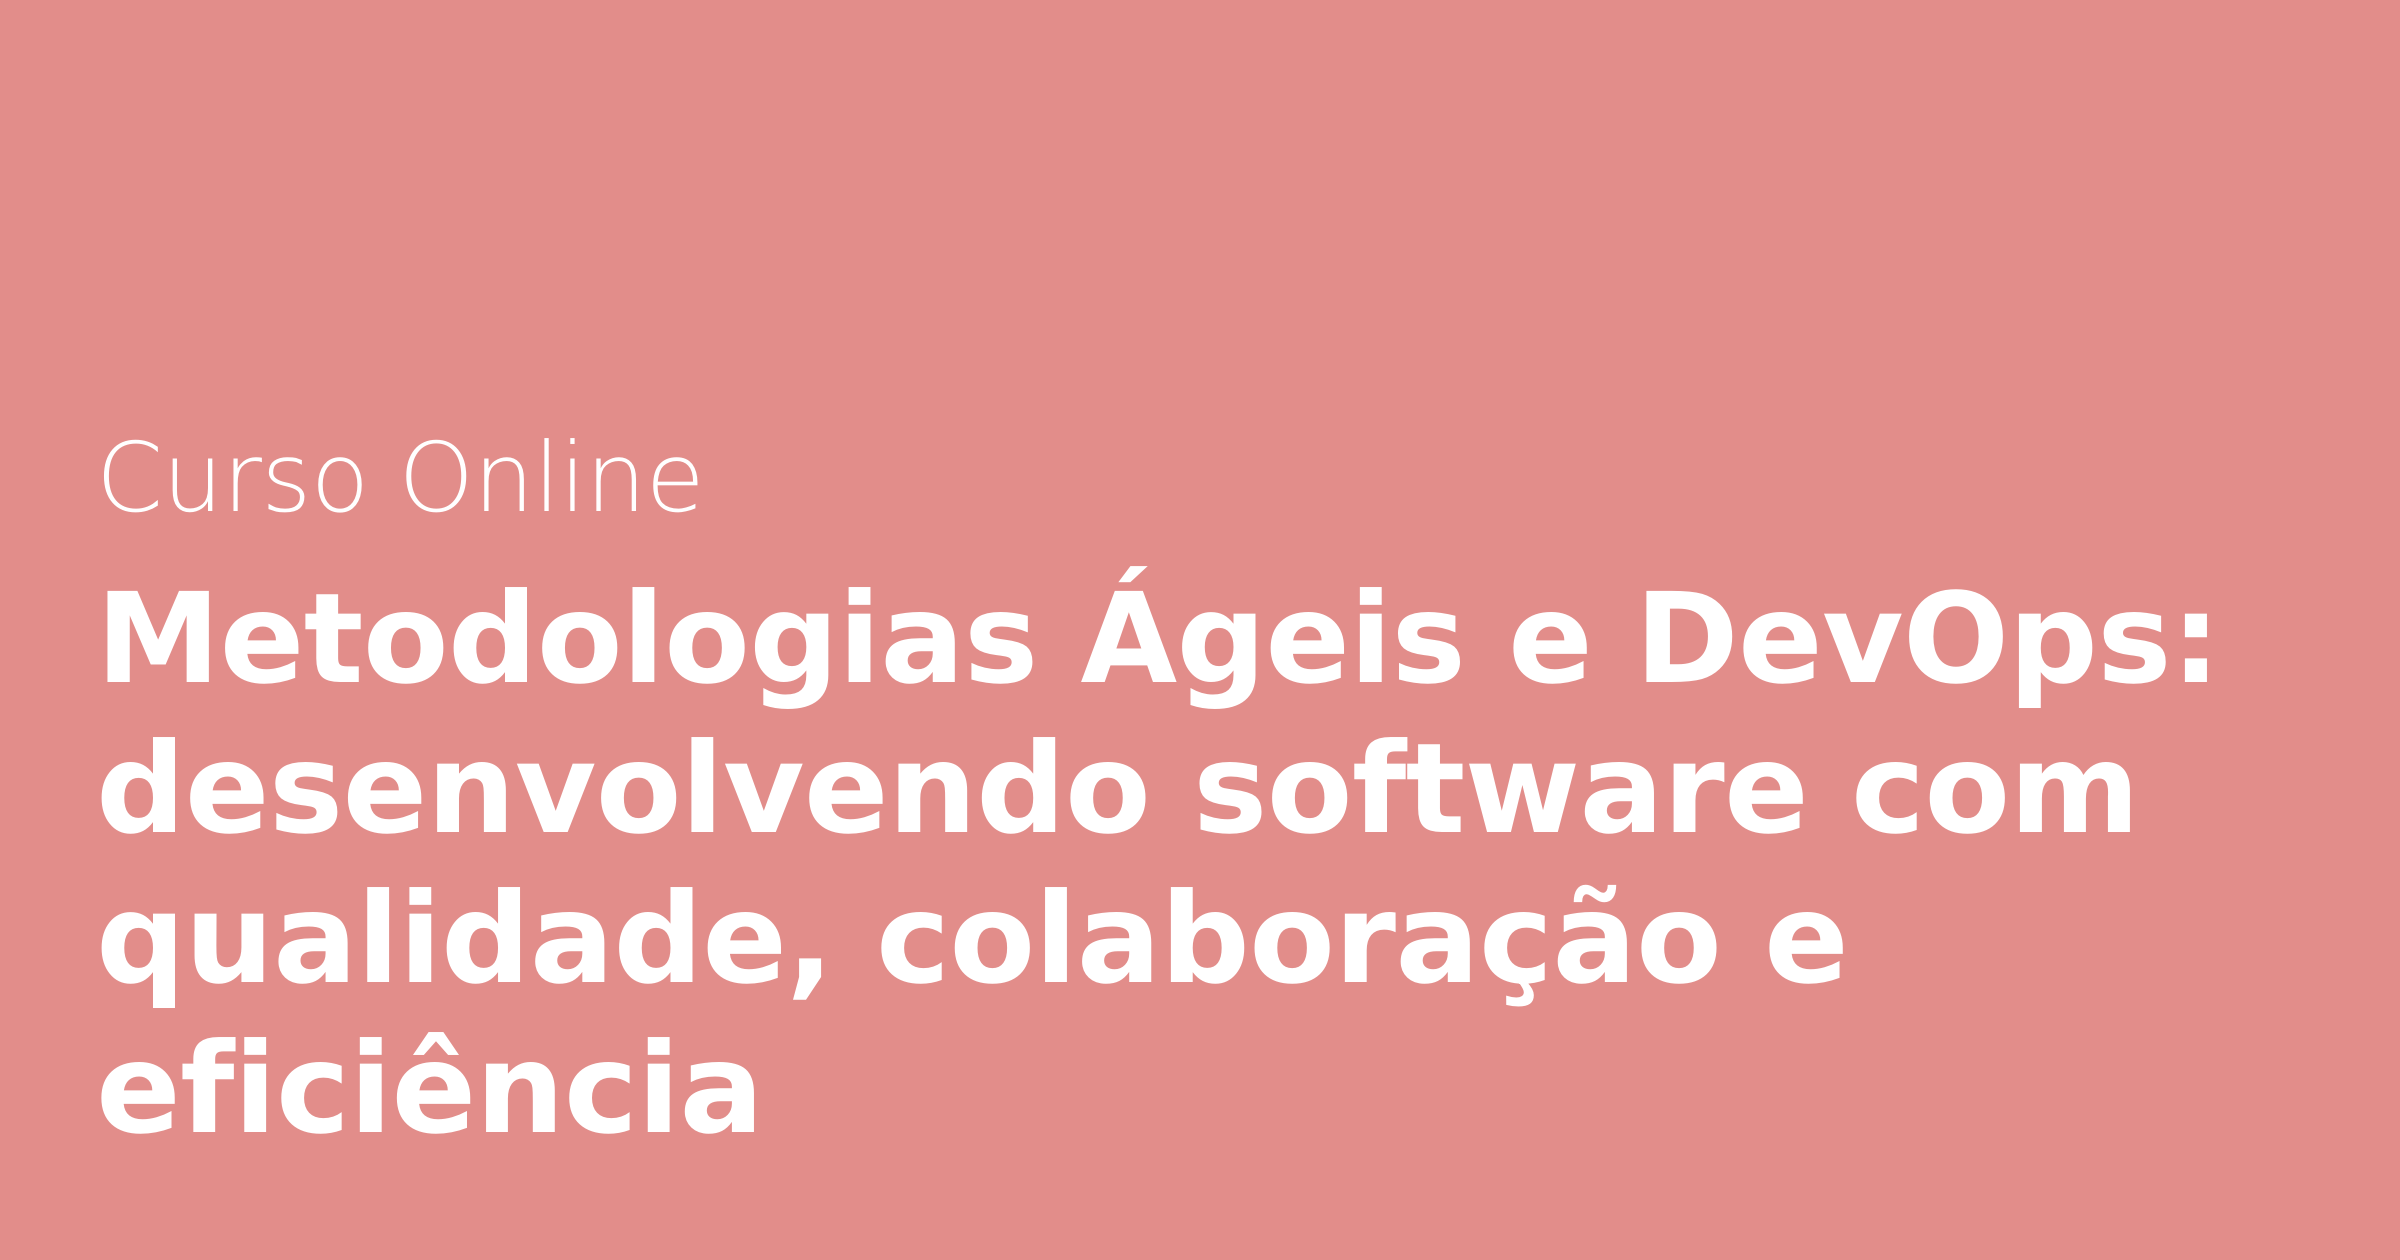 Curso Online
Metodologias Ágeis e DevOps:
desenvolvendo software com
qualidade, colaboração e
eficiência